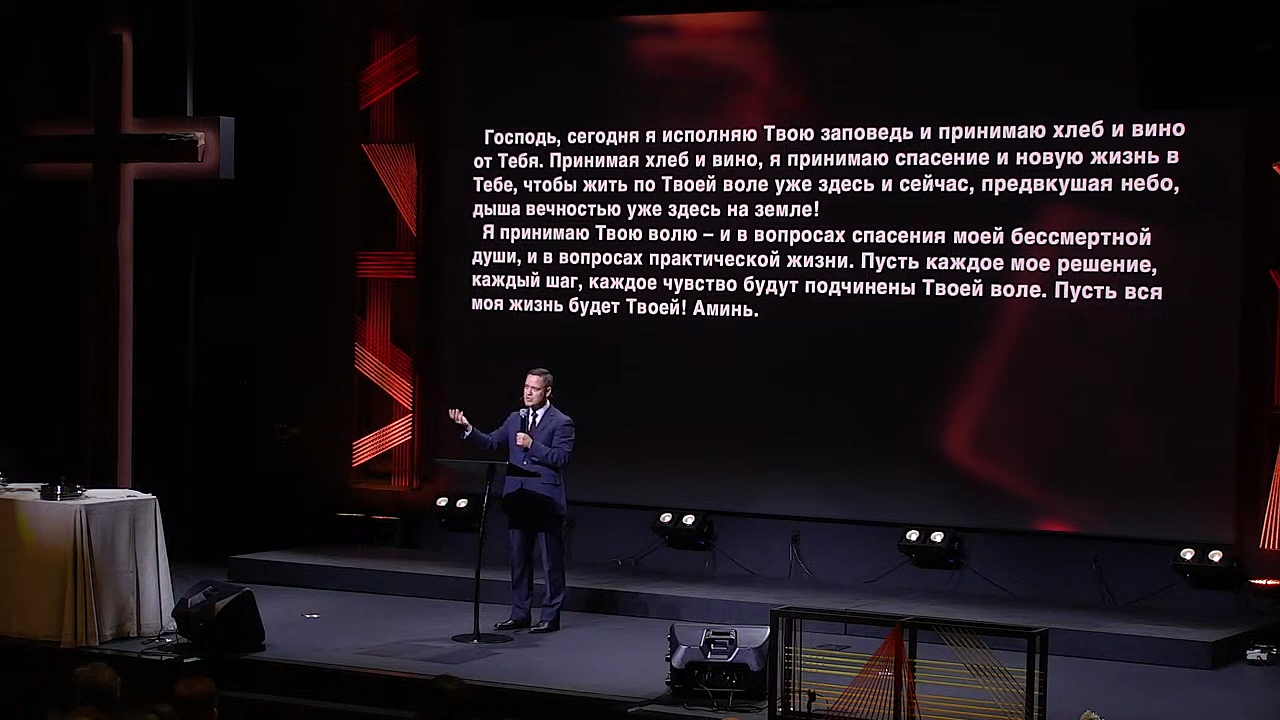 Господь, сегодня я исполняю Твою заповедь и принимаю хлеб и вино
от Тебя. Принимая хлеб и вино, я принимаю спасение и новую жизнь в
Тебе, чтобы жить по Твоей воле уже здесь и сейчас, предвкушая небо,
дыша вечностью уже здесь на земле!
Я принимаю Твою волю – и в вопросах спасения моей бессмертной
души, и в вопросах практической жизни. Пусть каждое мое решение,
каждый шаг, каждое чувство будут подчинены Твоей воле. Пусть вся
моя жизнь будет Твоей! Аминь.